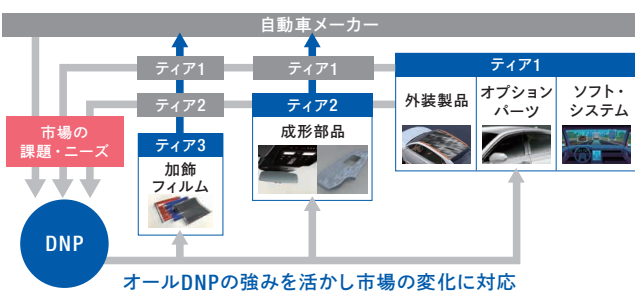 自動車メーカー
ティア1
ティア1
ティア1
ティア2
ティア2
外装製品
オプション
パーツ
ソフト・
システム
市場の
課題・ニーズ
ティア3
加飾
フィルム
成形部品
DNP
オールDNPの強みを活かし市場の変化に対応